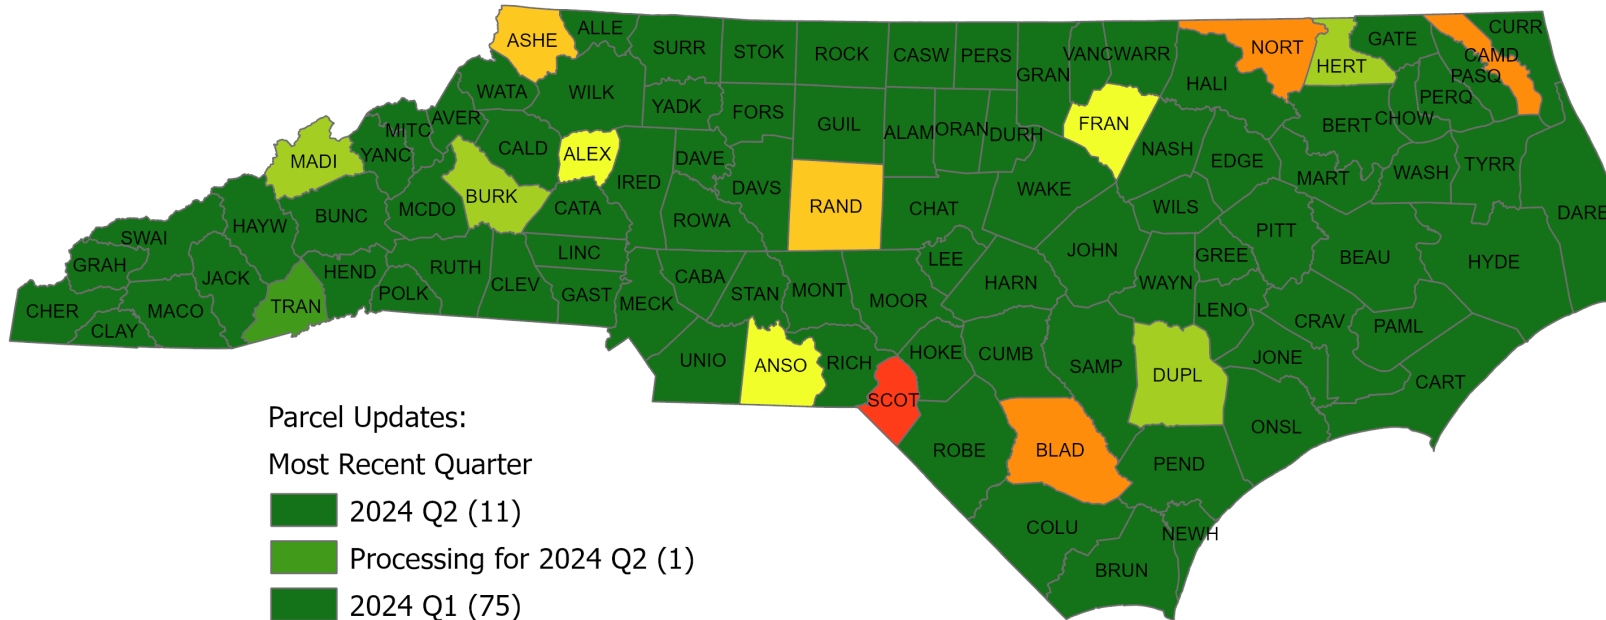 ASHE
ALLE
SURR
STOK
ROCK
CASW
PERS
GRAN
VANC
WARR
NORT
HERT
GATE
CAMD
CURR
PASQ
PERQ
CHOW
WATA
WILK
YADK
FORS
GUIL
ALAM
ORAN
DURH
FRAN
HALI
BERT
MITC
AVER
CALD
ALEX
IRED
DAVE
DAVS
RAND
CHAT
WAKE
NASH
EDGE
MART
WASH
TYRR
DARE
MADI
YANC
BURK
MCDO
BUNC
HAYW
SWAI
GRAH
JACK
CHER
CLAY
MACO
TRAN
HEND
POLK
RUTH
CLEV
CATA
LINC
GAST
ROWA
CABA
MECK
STAN
MONT
MOOR
LEE
HARN
JOHN
WILS
WAYN
GREE
PITT
BEAU
HYDE
LENO
CRAV
PAML
JONE
CART
UNIO
ANSO
RICH
SCOT
HOKE
CUMB
SAMP
DUPL
ONSL
ROBE
BLAD
PEND
COLU
NEWH
BRUN
Parcel Updates:
Most Recent Quarter
2024 Q2 (11)
Processing for 2024 Q2 (1)
2024 Q1 (75)